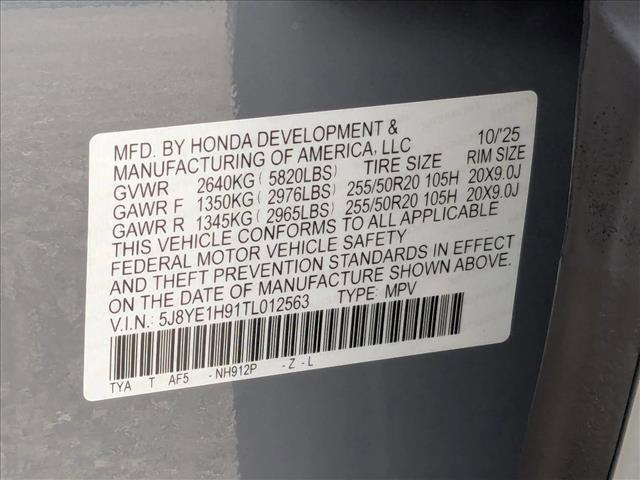 MFD. BY HONDA DEVELOPMENT & 10/'25
MANUFACTURING OF AMERICA, LLC
GVWR 2640KG (5820LBS) TIRE SIZE RIM SIZE
GAWR F 1350KG (2976LBS) 255/50R20 105H 20X9.0J
GAWR R 1345KG (2965LBS) 255/50R20 105H 20X9.0J
THIS VEHICLE CONFORMS TO ALL APPLICABLE
FEDERAL MOTOR VEHICLE SAFETY
AND THEFT PREVENTION STANDARDS IN EFFECT
ON THE DATE OF MANUFACTURE SHOWN ABOVE.
V.I.N.: 5J8YE1H91TL012563 TYPE: MPV
TYA T AF5 - NH912P - Z - L